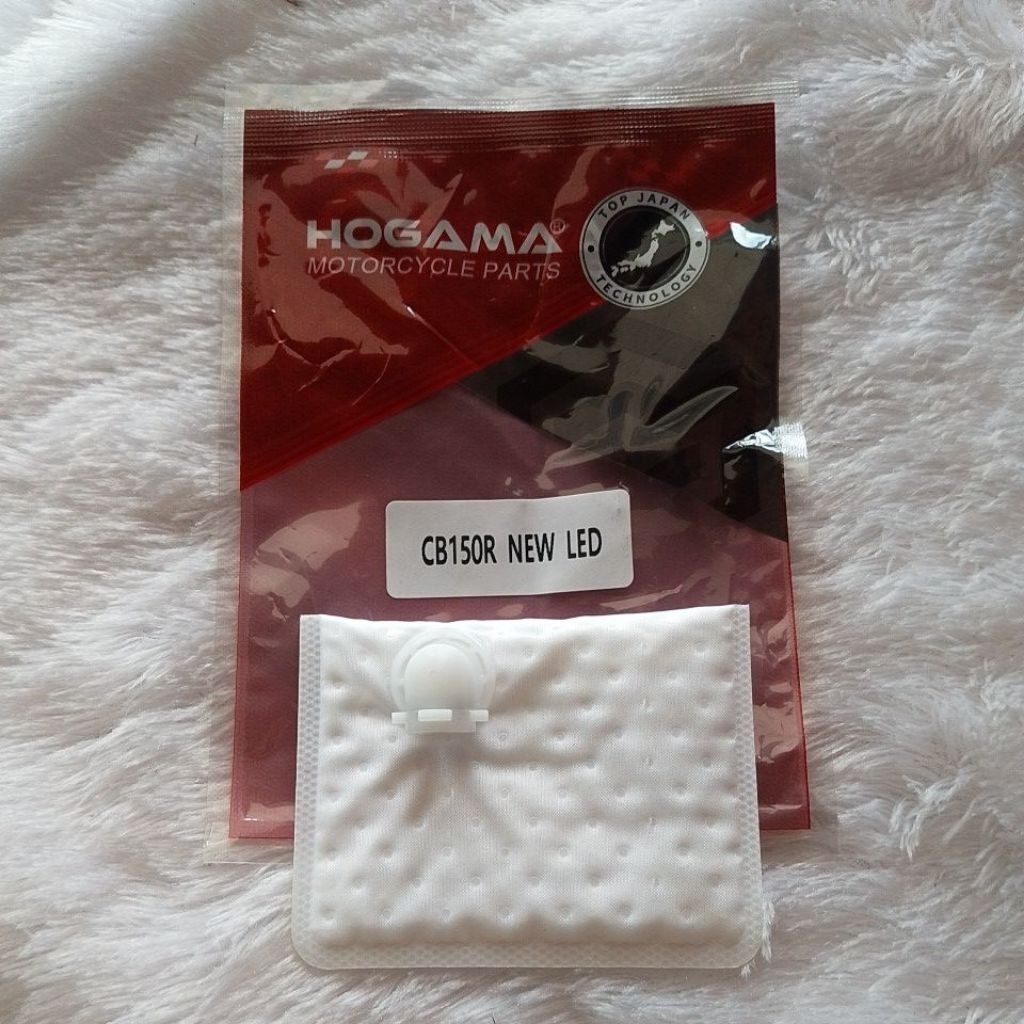 HOGAMA®
MOTORCYCLE PARTS
TOP JAPAN
TECHNOLOGY
CB150R NEW LED